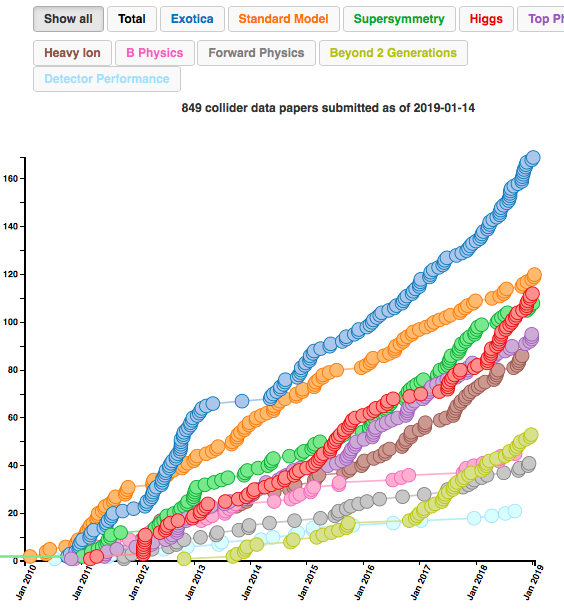 Show all Total Exotica Standard Model Supersymmetry Higgs Top Ph
Heavy Ion B Physics Forward Physics Beyond 2 Generations
Detector Performance
849 collider data papers submitted as of 2019-01-14
160
140
120
100
80
60
40
20
0
Jan 2010 Jan 2011 Jan 2012 Jan 2013 Jan 2014 Jan 2015 Jan 2016 Jan 2017 Jan 2018 Jan 2019